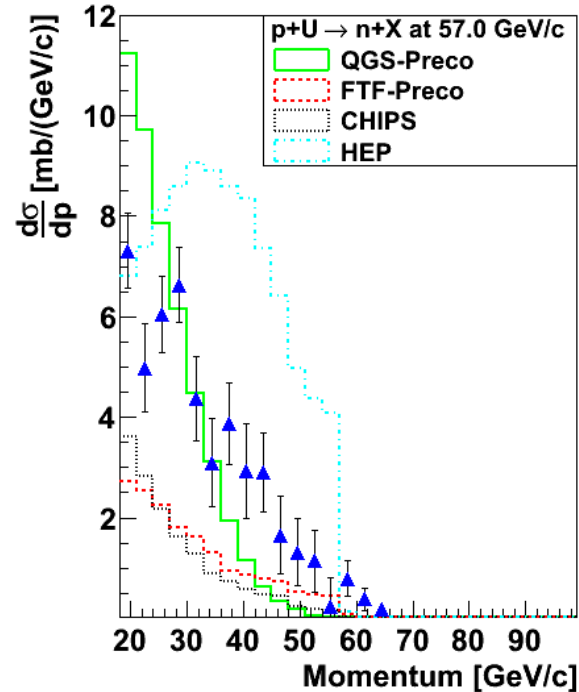 p+U → n+X at 57.0 GeV/c
QGS-Preco
FTF-Preco
CHIPS
HEP
dσ/dp [mb/(GeV/c)]
12
10
8
6
4
2
20 30 40 50 60 70 80 90
Momentum [GeV/c]